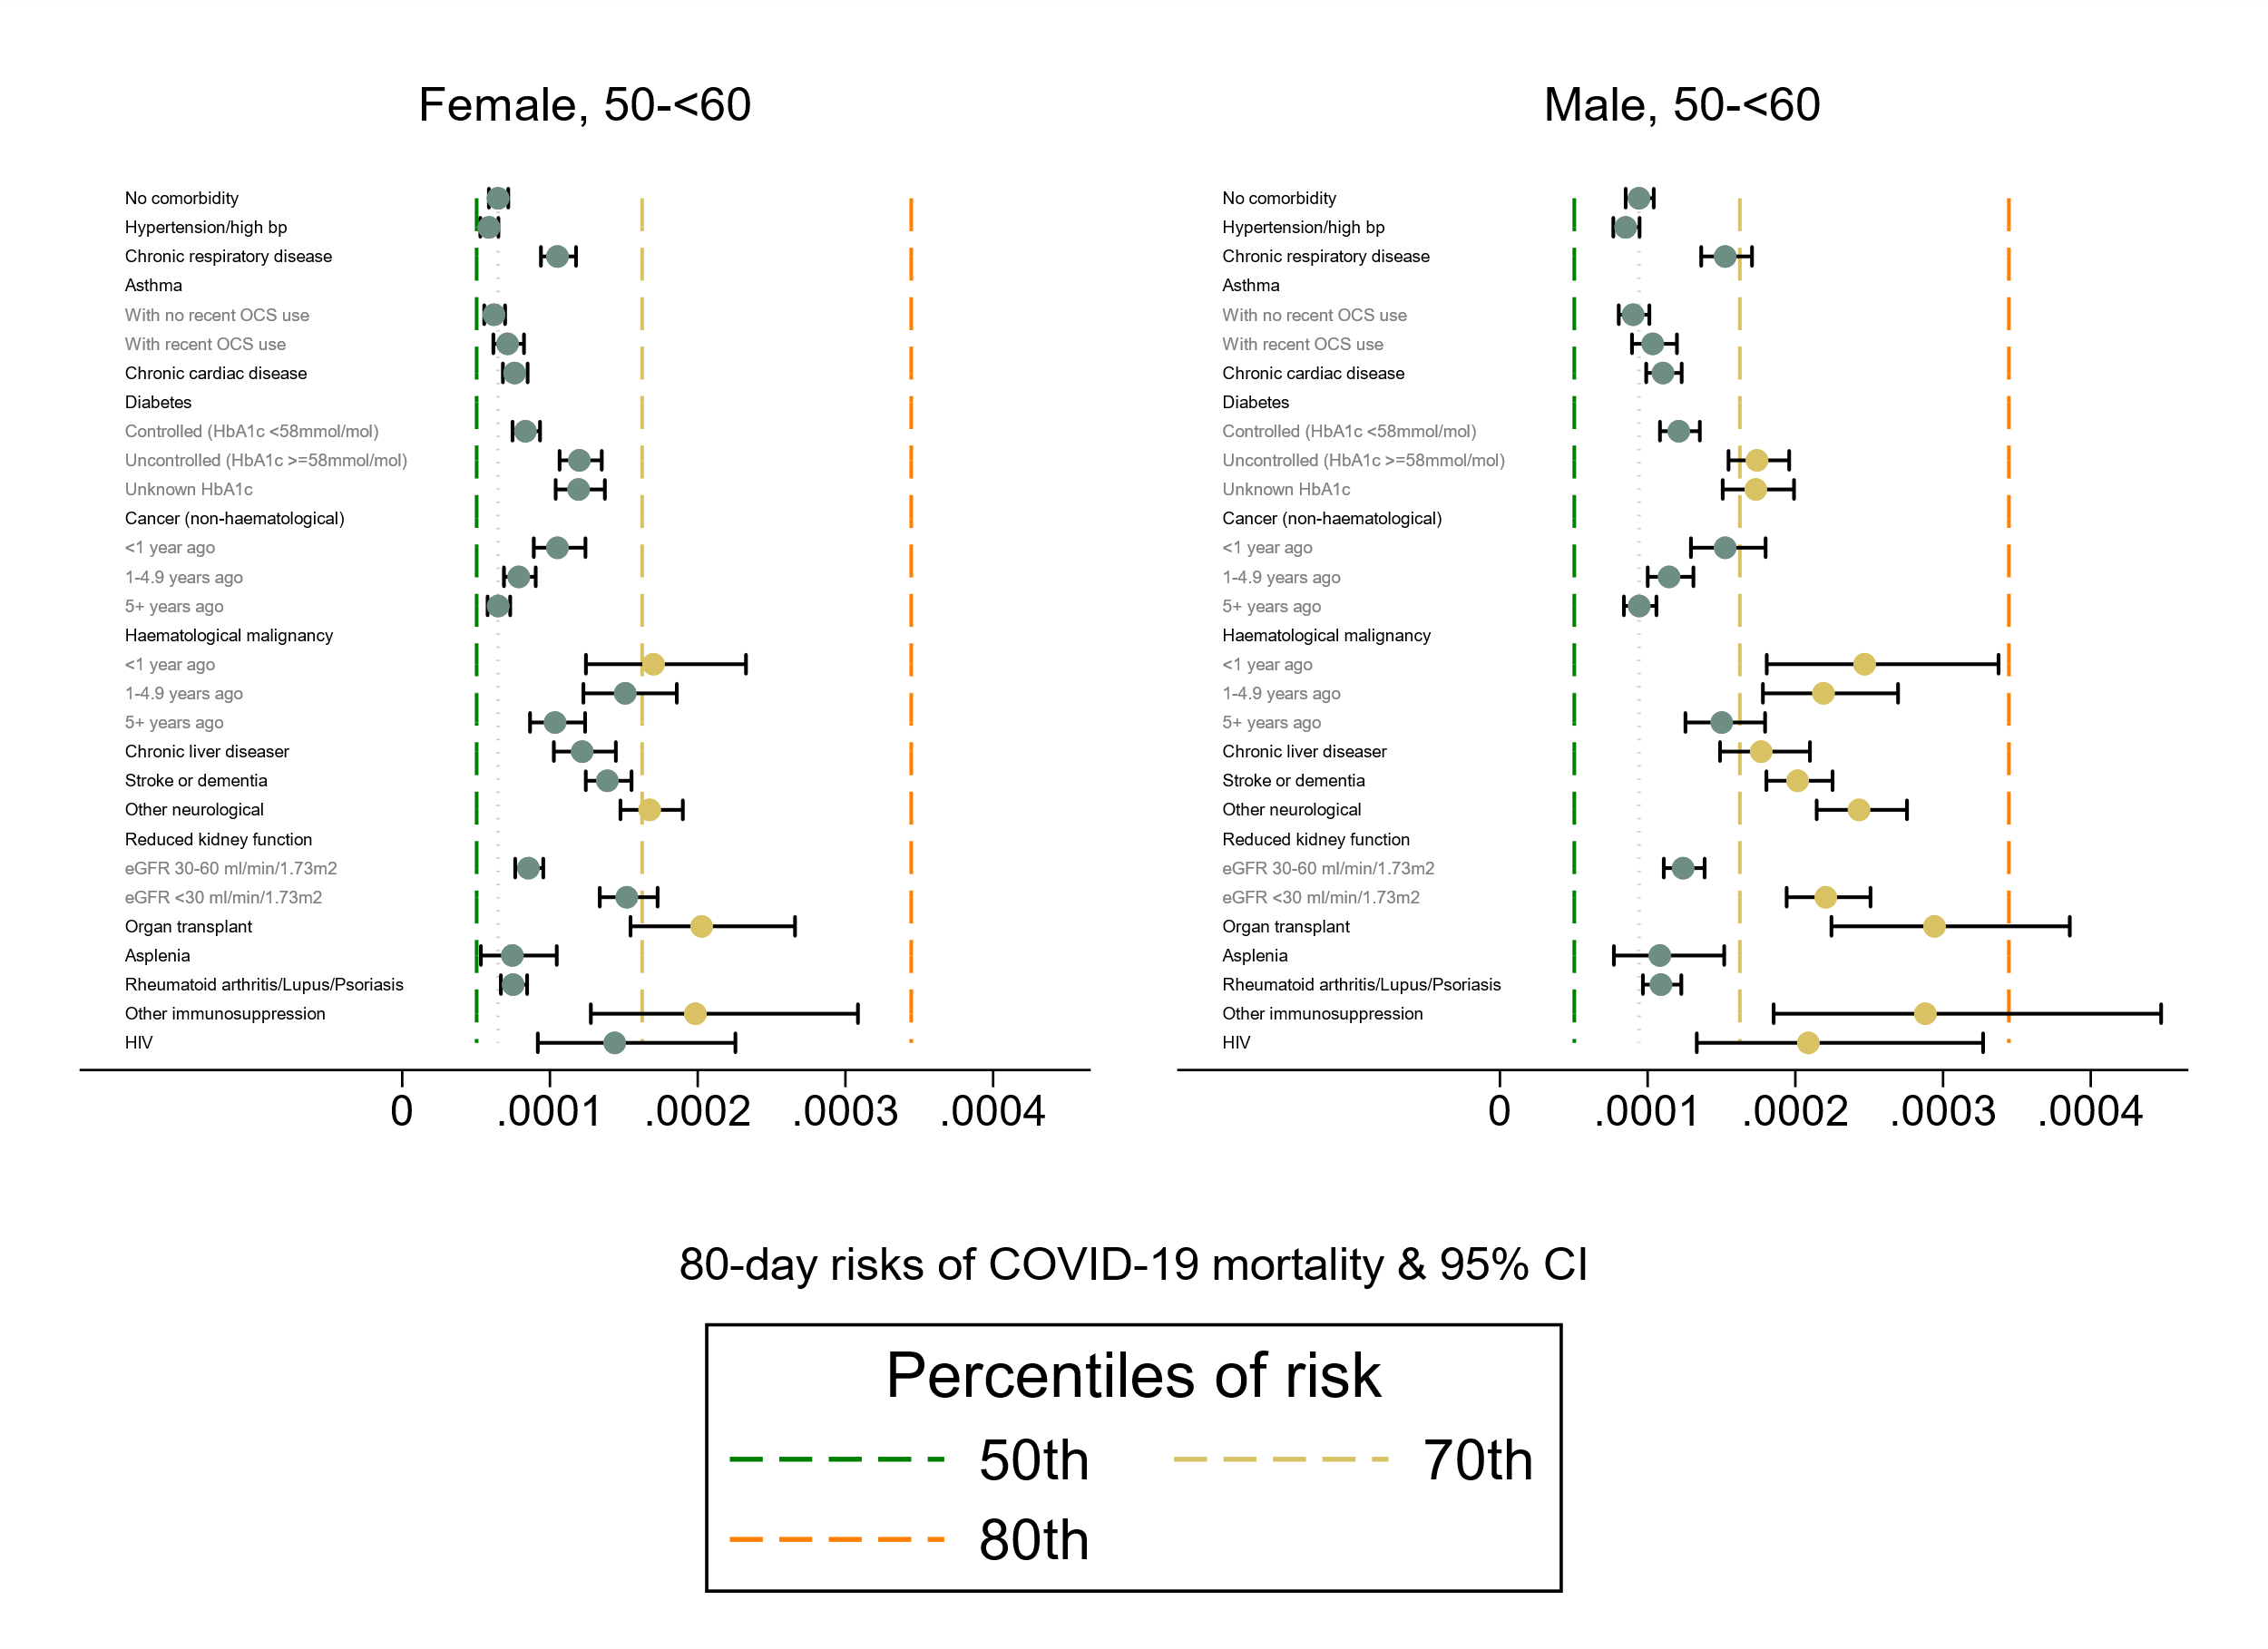 Female, 50-<60
No comorbidity
Hypertension/high bp
Chronic respiratory disease
Asthma
With no recent OCS use
With recent OCS use
Chronic cardiac disease
Diabetes
Controlled (HbA1c <58mmol/mol)
Uncontrolled (HbA1c >=58mmol/mol)
Unknown HbA1c
Cancer (non-haematological)
<1 year ago
1-4.9 years ago
5+ years ago
Haematological malignancy
<1 year ago
1-4.9 years ago
5+ years ago
Chronic liver diseaser
Stroke or dementia
Other neurological
Reduced kidney function
eGFR 30-60 ml/min/1.73m2
eGFR <30 ml/min/1.73m2
Organ transplant
Asplenia
Rheumatoid arthritis/Lupus/Psoriasis
Other immunosuppression
HIV
0 .0001 .0002 .0003 .0004
Male, 50-<60
No comorbidity
Hypertension/high bp
Chronic respiratory disease
Asthma
With no recent OCS use
With recent OCS use
Chronic cardiac disease
Diabetes
Controlled (HbA1c <58mmol/mol)
Uncontrolled (HbA1c >=58mmol/mol)
Unknown HbA1c
Cancer (non-haematological)
<1 year ago
1-4.9 years ago
5+ years ago
Haematological malignancy
<1 year ago
1-4.9 years ago
5+ years ago
Chronic liver diseaser
Stroke or dementia
Other neurological
Reduced kidney function
eGFR 30-60 ml/min/1.73m2
eGFR <30 ml/min/1.73m2
Organ transplant
Asplenia
Rheumatoid arthritis/Lupus/Psoriasis
Other immunosuppression
HIV
0 .0001 .0002 .0003 .0004
80-day risks of COVID-19 mortality & 95% CI
Percentiles of risk
50th 70th
80th